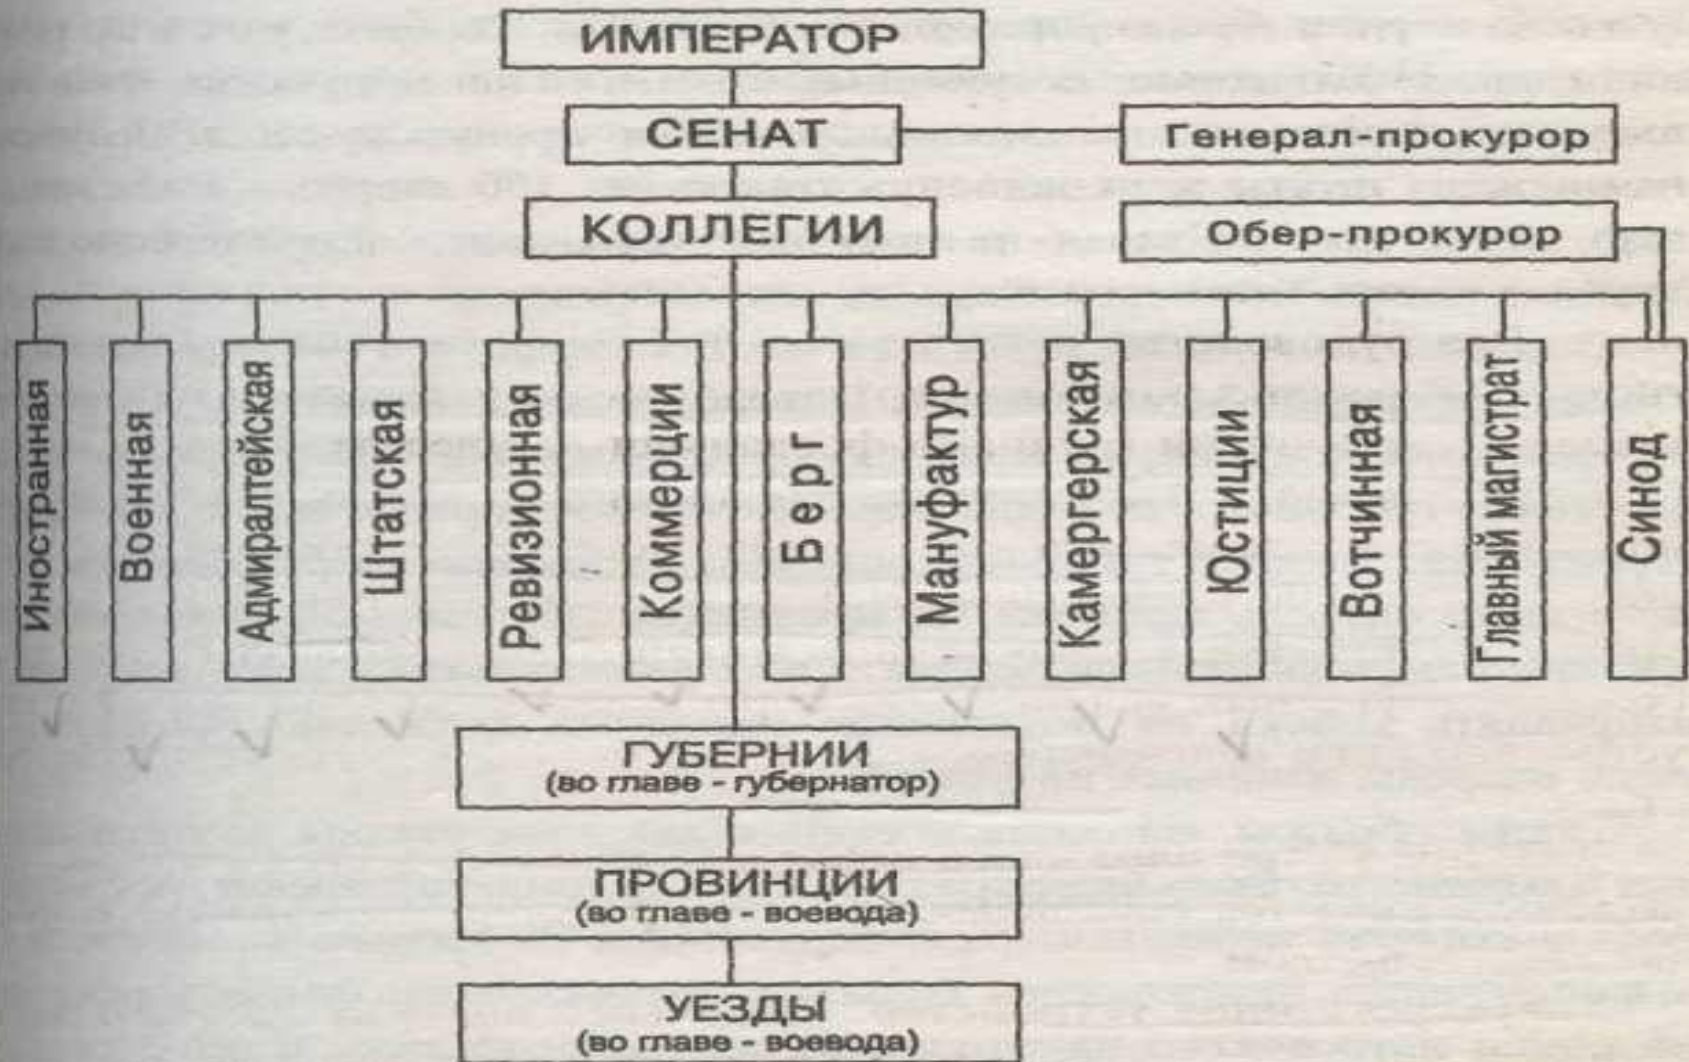 ИМПЕРАТОР
СЕНАТ
Генерал-прокурор
КОЛЛЕГИИ
Обер-прокурор
Иностранная
Военная
Адмиралтейская
Штатская
Ревизионная
Коммерции
Берг
Мануфактур
Камергерская
Юстиции
Вотчинная
Главный магистрат
Синод
ГУБЕРНИИ
(во главе - губернатор)
ПРОВИНЦИИ
(во главе - воевода)
УЕЗДЫ
(во главе - воевода)